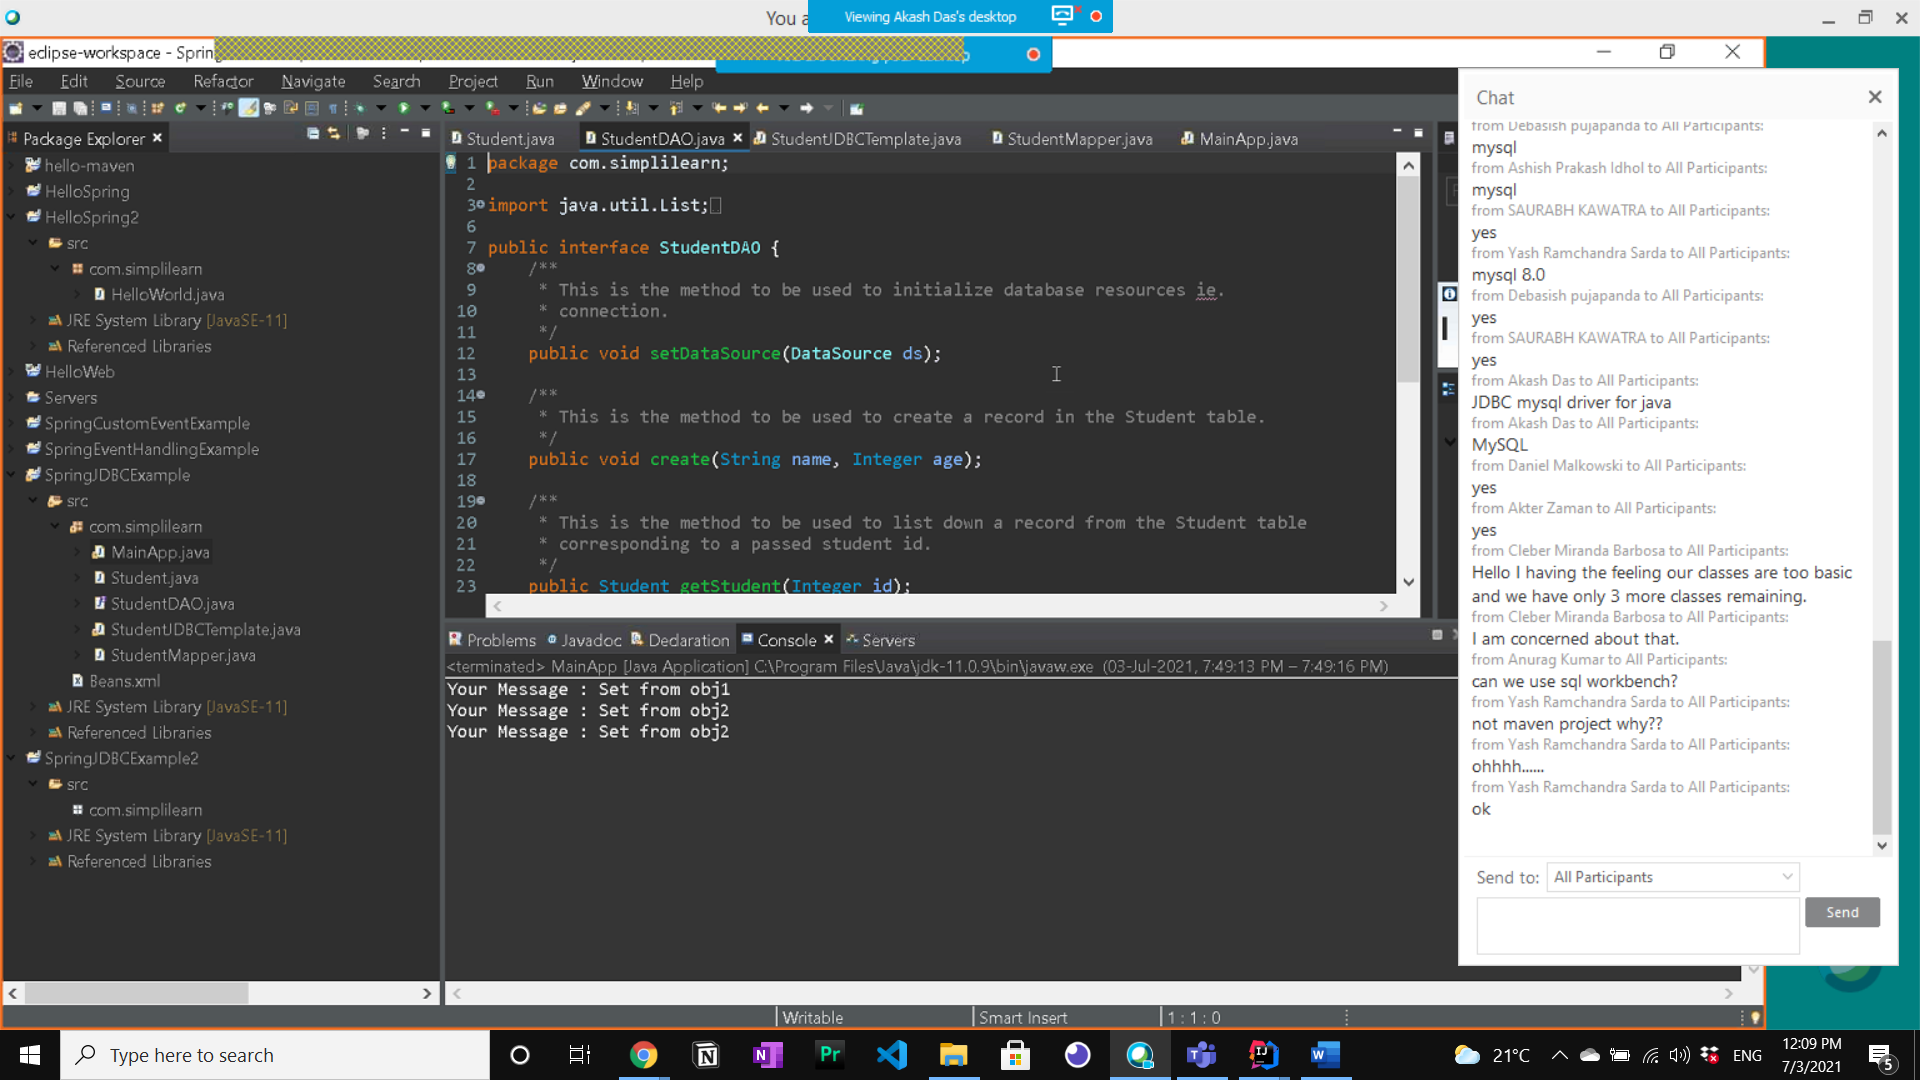 You a
Viewing Akash Das's desktop
eclipse-workspace - Sprin
File Edit Source Refactor Navigate Search Project Run Window Help
Package Explorer
hello-maven
HelloSpring
HelloSpring2
src
com.simplilearn
HelloWorld.java
JRE System Library [JavaSE-11]
Referenced Libraries
HelloWeb
Servers
SpringCustomEventExample
SpringEventHandlingExample
SpringJDBCExample
src
com.simplilearn
MainApp.java
Student.java
StudentDAO.java
StudentJDBCTemplate.java
StudentMapper.java
Beans.xml
JRE System Library [JavaSE-11]
Referenced Libraries
SpringJDBCExample2
src
com.simplilearn
JRE System Library [JavaSE-11]
Referenced Libraries
Student.java StudentDAO.java StudentJDBCTemplate.java StudentMapper.java MainApp.java
1 package com.simplilearn;
2
3 import java.util.List;
6
7 public interface StudentDAO {
8 /**
9 * This is the method to be used to initialize database resources ie.
10 * connection.
11 */
12 public void setDataSource(DataSource ds);
13
14 /**
15 * This is the method to be used to create a record in the Student table.
16 */
17 public void create(String name, Integer age);
18
19 /**
20 * This is the method to be used to list down a record from the Student table
21 * corresponding to a passed student id.
22 */
23 public Student getStudent(Integer id);
Problems Javadoc Declaration Console Servers
<terminated> MainApp [Java Application] C:\Program Files\Java\jdk-11.0.9\bin\javaw.exe (03-Jul-2021, 7:49:13 PM – 7:49:16 PM)
Your Message : Set from obj1
Your Message : Set from obj2
Your Message : Set from obj2
Writable Smart Insert 1 : 1 : 0
Chat
from Debasish pujapanda to All Participants:
mysql
from Ashish Prakash Idhol to All Participants:
mysql
from SAURABH KAWATRA to All Participants:
yes
from Yash Ramchandra Sarda to All Participants:
mysql 8.0
from Debasish pujapanda to All Participants:
yes
from SAURABH KAWATRA to All Participants:
yes
from Akash Das to All Participants:
JDBC mysql driver for java
from Akash Das to All Participants:
MySQL
from Daniel Malkowski to All Participants:
yes
from Akter Zaman to All Participants:
yes
from Cleber Miranda Barbosa to All Participants:
Hello I having the feeling our classes are too basic
and we have only 3 more classes remaining.
from Cleber Miranda Barbosa to All Participants:
I am concerned about that.
from Anurag Kumar to All Participants:
can we use sql workbench?
from Yash Ramchandra Sarda to All Participants:
not maven project why??
from Yash Ramchandra Sarda to All Participants:
ohhhh......
from Yash Ramchandra Sarda to All Participants:
ok
Send to: All Participants
Send
Type here to search
21°C ENG
12:09 PM
7/3/2021
5